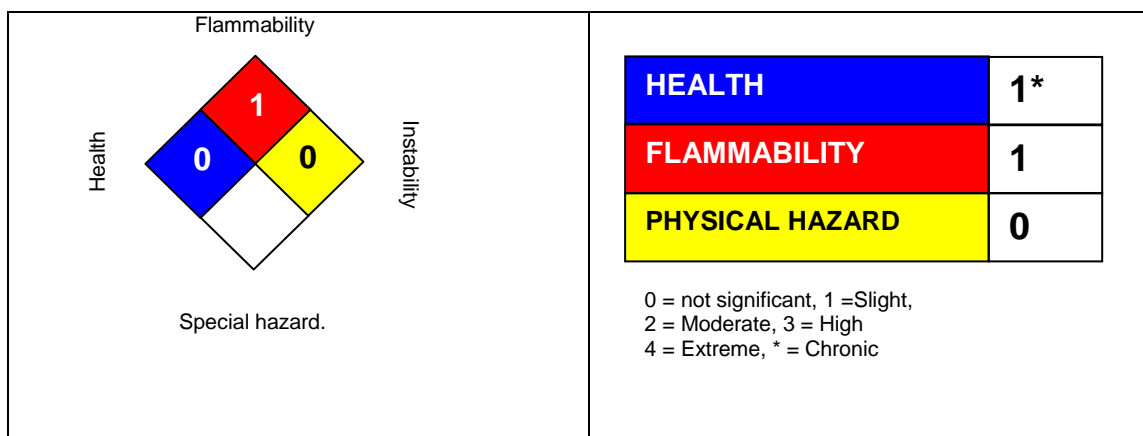 Flammability
1
Health
0
0
Instability
Special hazard.
HEALTH 1*
FLAMMABILITY 1
PHYSICAL HAZARD 0
0 = not significant, 1 =Slight,
2 = Moderate, 3 = High
4 = Extreme, * = Chronic